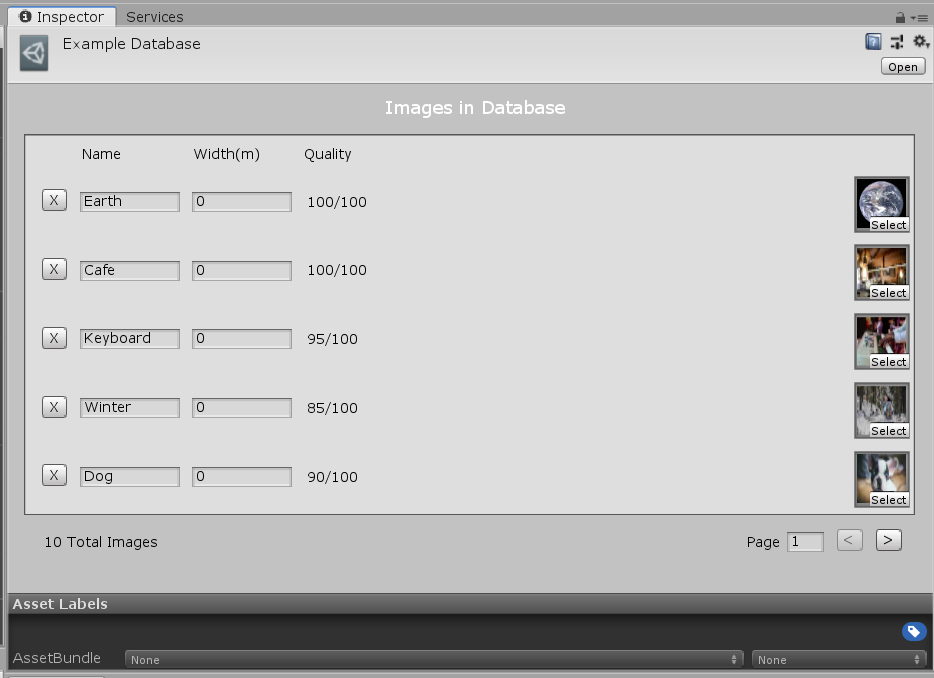 Inspector Services
Example Database
Open
Images in Database
Name Width(m) Quality
X Earth 0 100/100 Select
X Cafe 0 100/100 Select
X Keyboard 0 95/100 Select
X Winter 0 85/100 Select
X Dog 0 90/100 Select
10 Total Images Page 1 < >
Asset Labels
AssetBundle None None